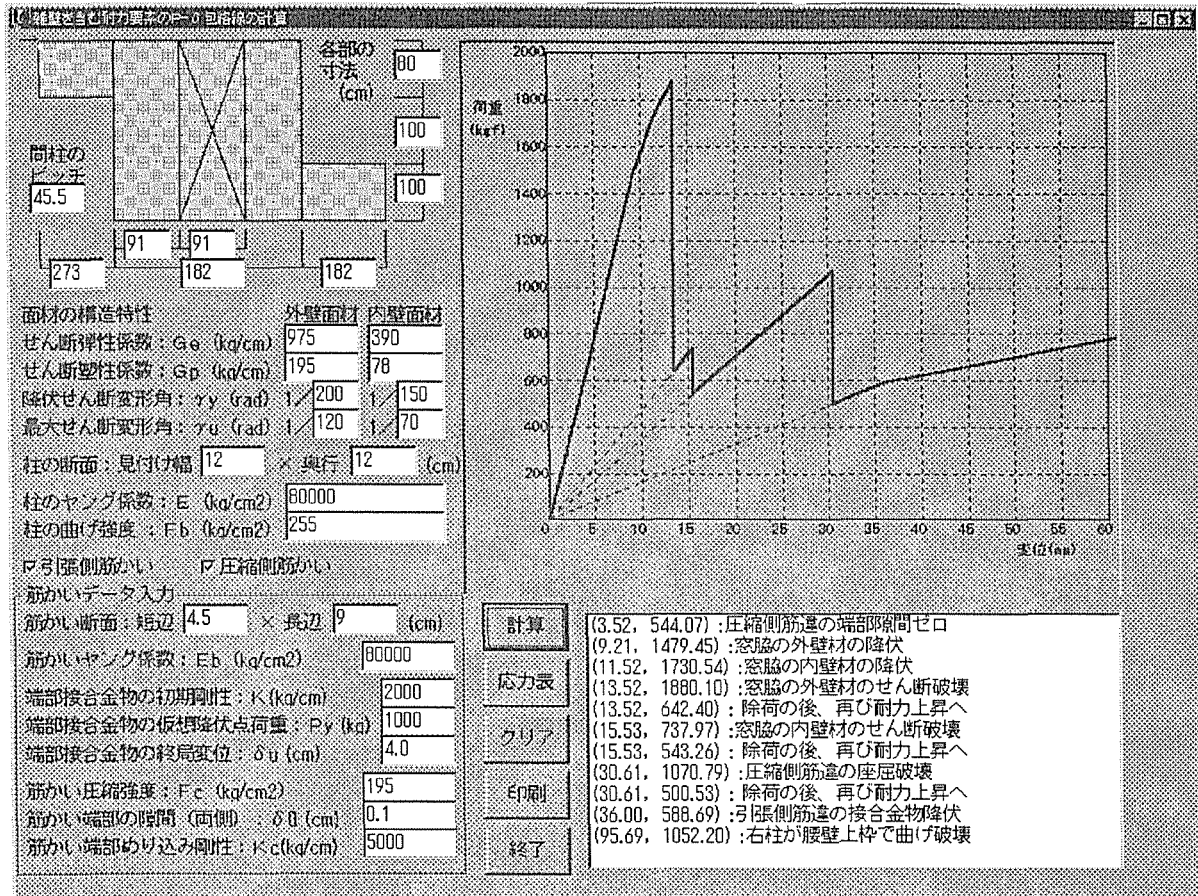 雑壁を含む耐力要素のP-δ包絡線の計算
各部の
寸法
(cm)
80
100
100
間柱の
ピッチ
45.5
91
91
273
182
182
面材の構造特性
外壁面材
内壁面材
せん断弾性係数：Ge (kg/cm)
975
390
せん断塑性係数：Gp (kg/cm)
195
78
降伏せん断変形角：γy (rad)
1/200
1/150
最大せん断変形角：γu (rad)
1/120
1/70
柱の断面：見付け幅 12 × 奥行 12 (cm)
柱のヤング係数：E (kg/cm2) 80000
柱の曲げ強度：Fb (kg/cm2) 255
引張側筋かい
圧縮側筋かい
筋かいデータ入力
筋かい断面：短辺 4.5 × 長辺 9 (cm)
筋かいヤング係数：Eb (kg/cm2) 80000
端部接合金物の初期剛性：K(kg/cm) 2000
端部接合金物の仮想降伏点荷重：Py (kg) 1000
端部接合金物の終局変位：δu (cm) 4.0
筋かい圧縮強度：Fc (kg/cm2) 195
筋かい端部の隙間（両側） δ0 (cm) 0.1
筋かい端部めり込み剛性：Kc(kg/cm) 5000
荷重
(kgf)
2000
1800
1600
1400
1200
1000
800
600
400
200
0 5 10 15 20 25 30 35 40 45 50 55 60
変位(mm)
計算
応力表
クリア
印刷
終了
(3.52, 544.07) :圧縮側筋違の端部隙間ゼロ
(9.21, 1479.45) :窓脇の外壁材の降伏
(11.52, 1730.54) :窓脇の内壁材の降伏
(13.52, 1880.10) :窓脇の外壁材のせん断破壊
(13.52, 642.40) :除荷の後、再び耐力上昇へ
(15.53, 737.97) :窓脇の内壁材のせん断破壊
(15.53, 543.26) :除荷の後、再び耐力上昇へ
(30.61, 1070.79) :圧縮側筋違の座屈破壊
(30.61, 500.53) :除荷の後、再び耐力上昇へ
(36.00, 588.69) :引張側筋違の接合金物降伏
(95.69, 1052.20) :右柱が腰壁上枠で曲げ破壊